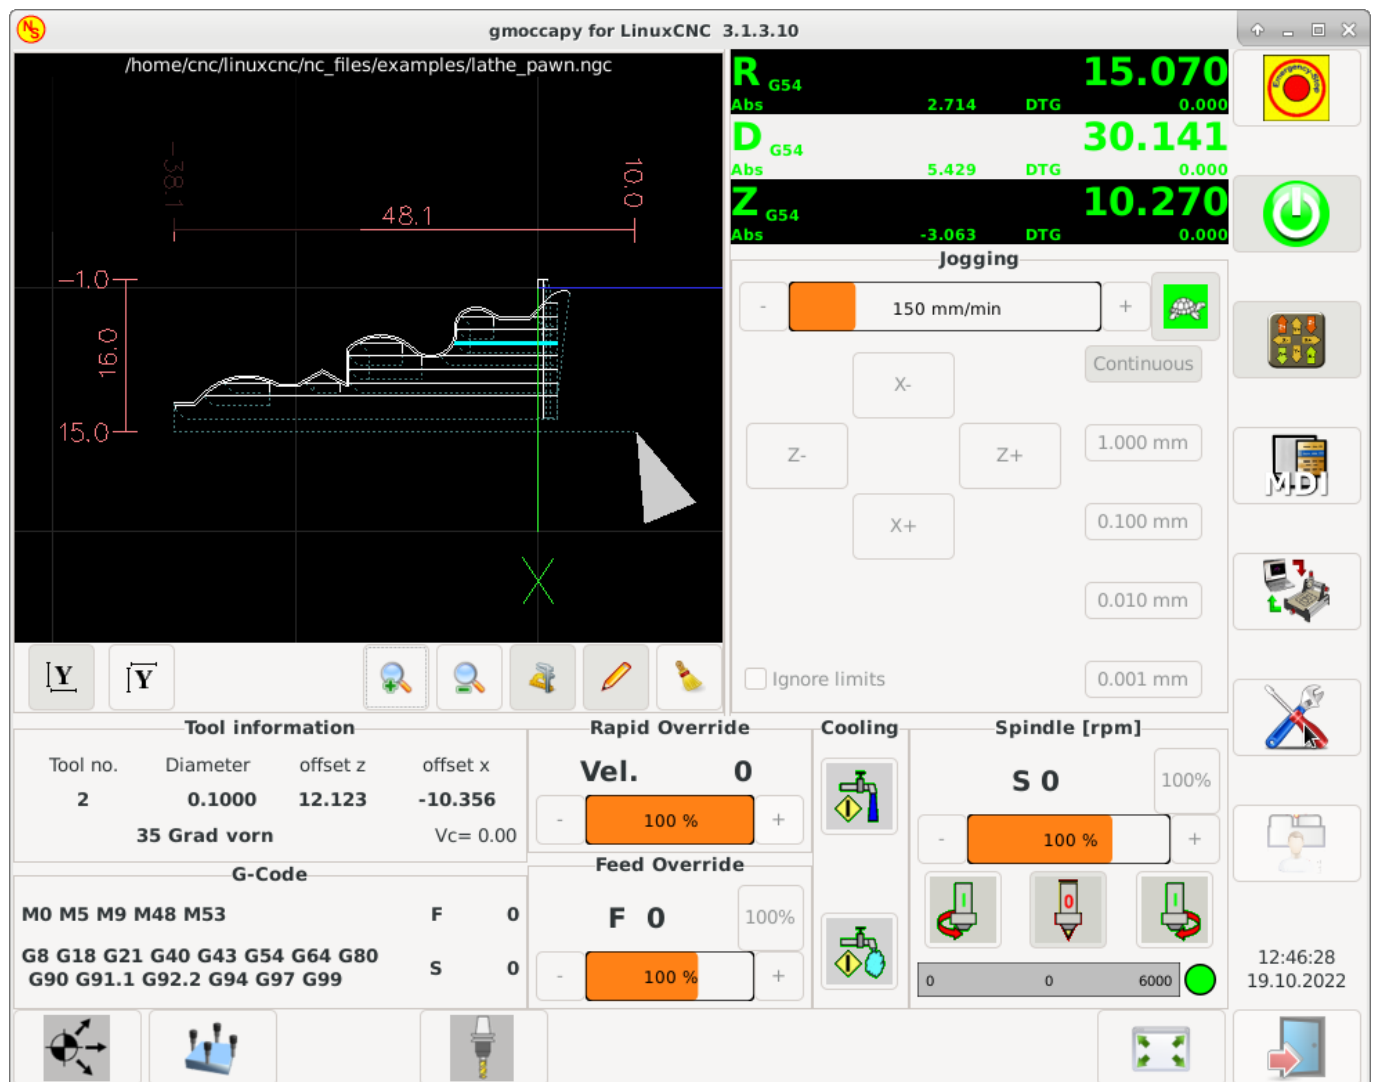 gmoccapy for LinuxCNC 3.1.3.10
/home/cnc/linuxcnc/nc_files/examples/lathe_pawn.ngc
-38.1
10.0
48.1
-1.0
16.0
15.0
X
R G54 15.070
Abs 2.714 DTG 0.000
D G54 30.141
Abs 5.429 DTG 0.000
Z G54 10.270
Abs -3.063 DTG 0.000
Emergency-Stop
Jogging
- 150 mm/min +
Continuous
X-
1.000 mm
Z- Z+
0.100 mm
X+
0.010 mm
Ignore limits
0.001 mm
MDI
Y Y
Tool information
Tool no. Diameter offset z offset x
2 0.1000 12.123 -10.356
35 Grad vorn Vc= 0.00
G-Code
M0 M5 M9 M48 M53 F 0
G8 G18 G21 G40 G43 G54 G64 G80
G90 G91.1 G92.2 G94 G97 G99
S 0
Rapid Override
Vel. 0
- 100 % +
Feed Override
F 0 100%
- 100 % +
Cooling
Spindle [rpm]
S 0 100%
- 100 % +
I 0 I
0 0 6000
12:46:28
19.10.2022